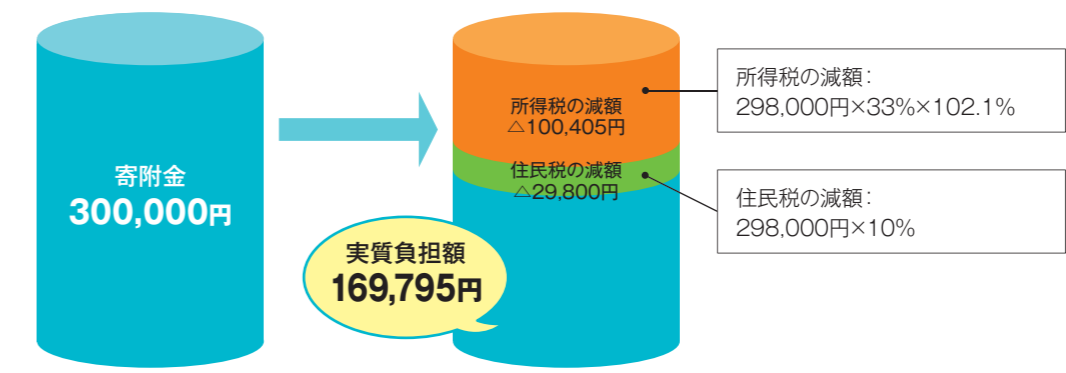 寄附金
300,000円
所得税の減額
△100,405円
住民税の減額
△29,800円
実質負担額
169,795円
所得税の減額：
298,000円×33%×102.1%
住民税の減額：
298,000円×10%